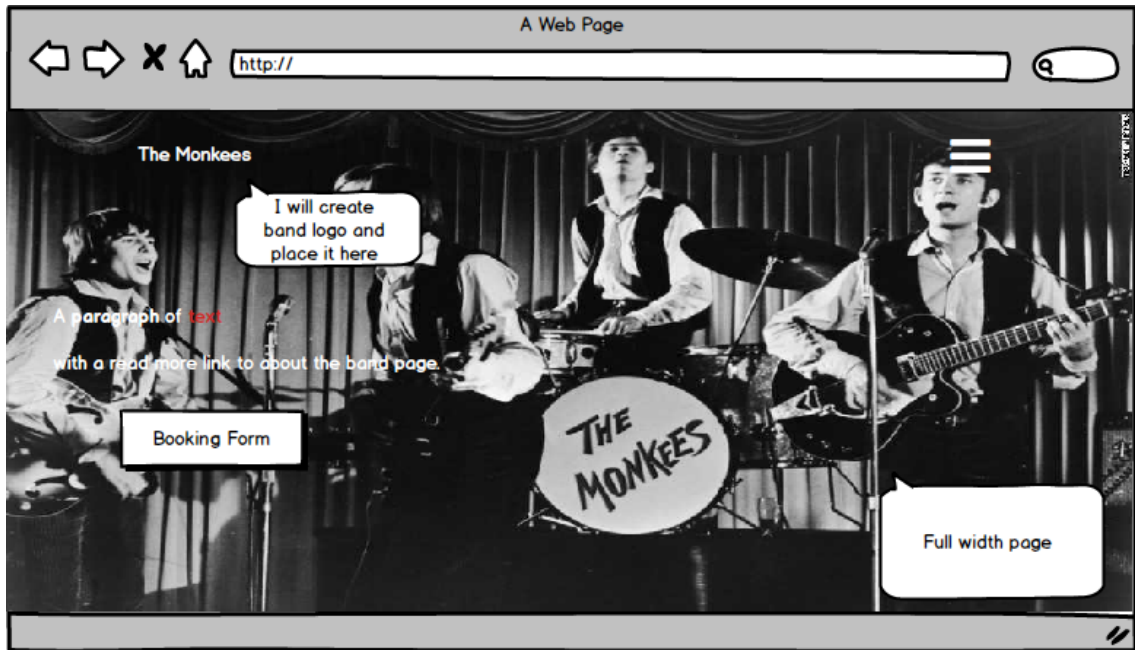 A Web Page
http://
The Monkees
I will create
band logo and
place it here
A paragraph of text
with a read more link to about the band page.
Booking Form
THE
MONKEES
Full width page